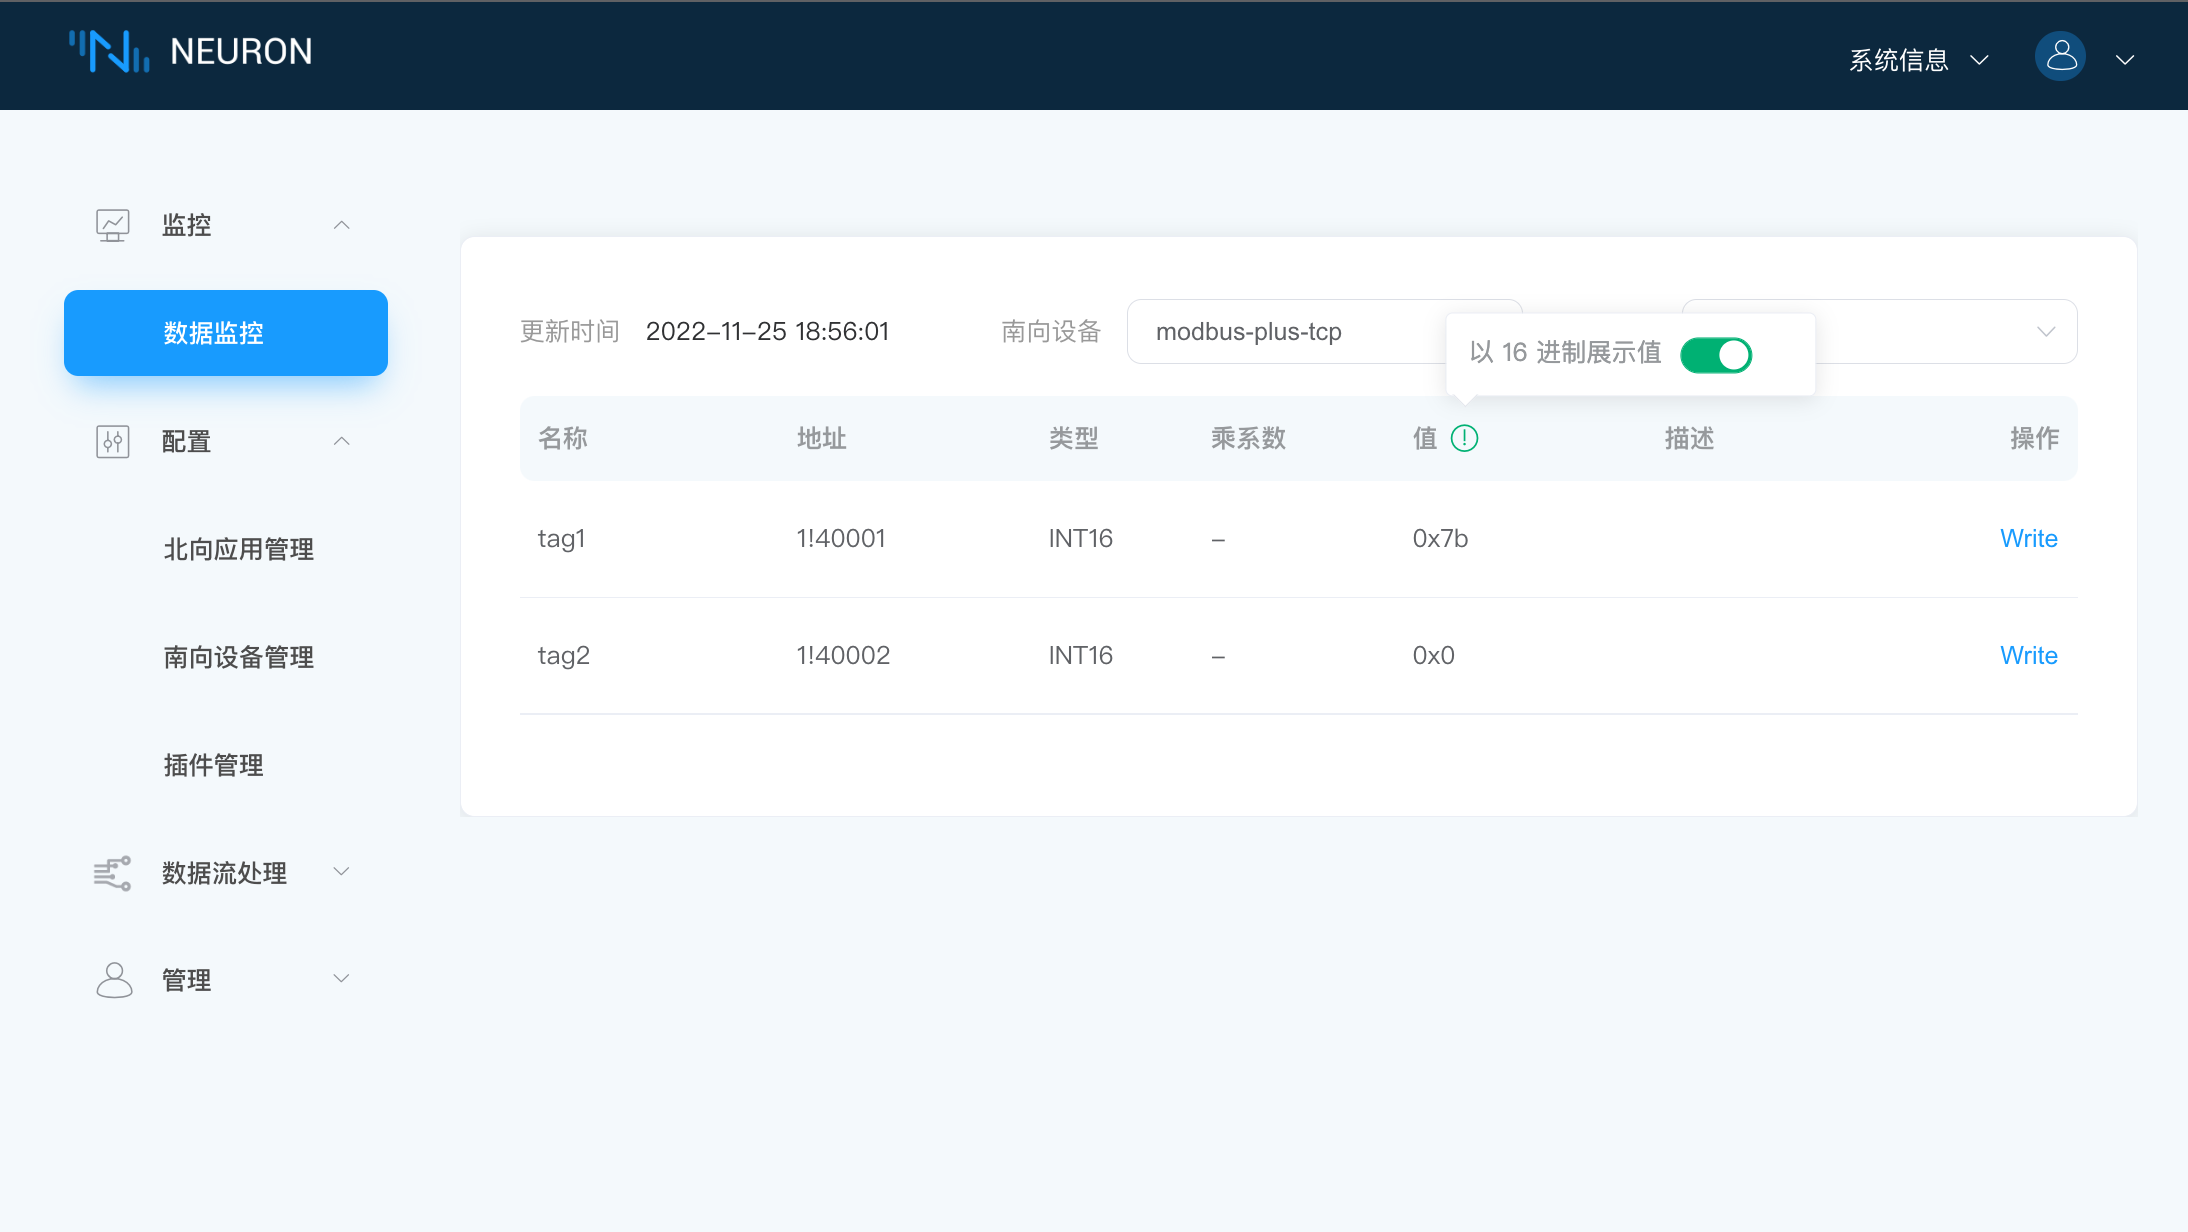 NEURON
系统信息
监控
数据监控
配置
北向应用管理
南向设备管理
插件管理
数据流处理
管理
更新时间 2022-11-25 18:56:01 南向设备 modbus-plus-tcp
以 16 进制展示值
名称 地址 类型 乘系数 值 描述 操作
tag1 1!40001 INT16 – 0x7b Write
tag2 1!40002 INT16 – 0x0 Write